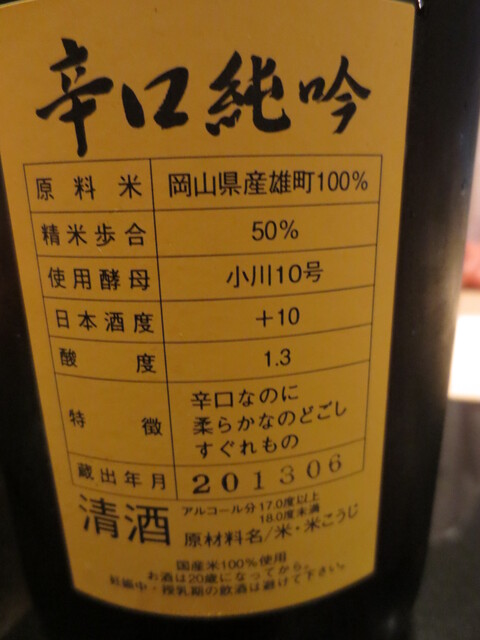 辛口純吟
原料米 岡山県産雄町100%
精米歩合 50%
使用酵母 小川10号
日本酒度 +10
酸度 1.3
特徴 辛口なのに
柔らかなのどごし
すぐれもの
蔵出年月 201306
清酒 アルコール分 17.0度以上
18.0度未満
原材料名/米・米こうじ
国産米100%使用
お酒は20歳になってから。
妊娠中・授乳期の飲酒は避けて下さい。